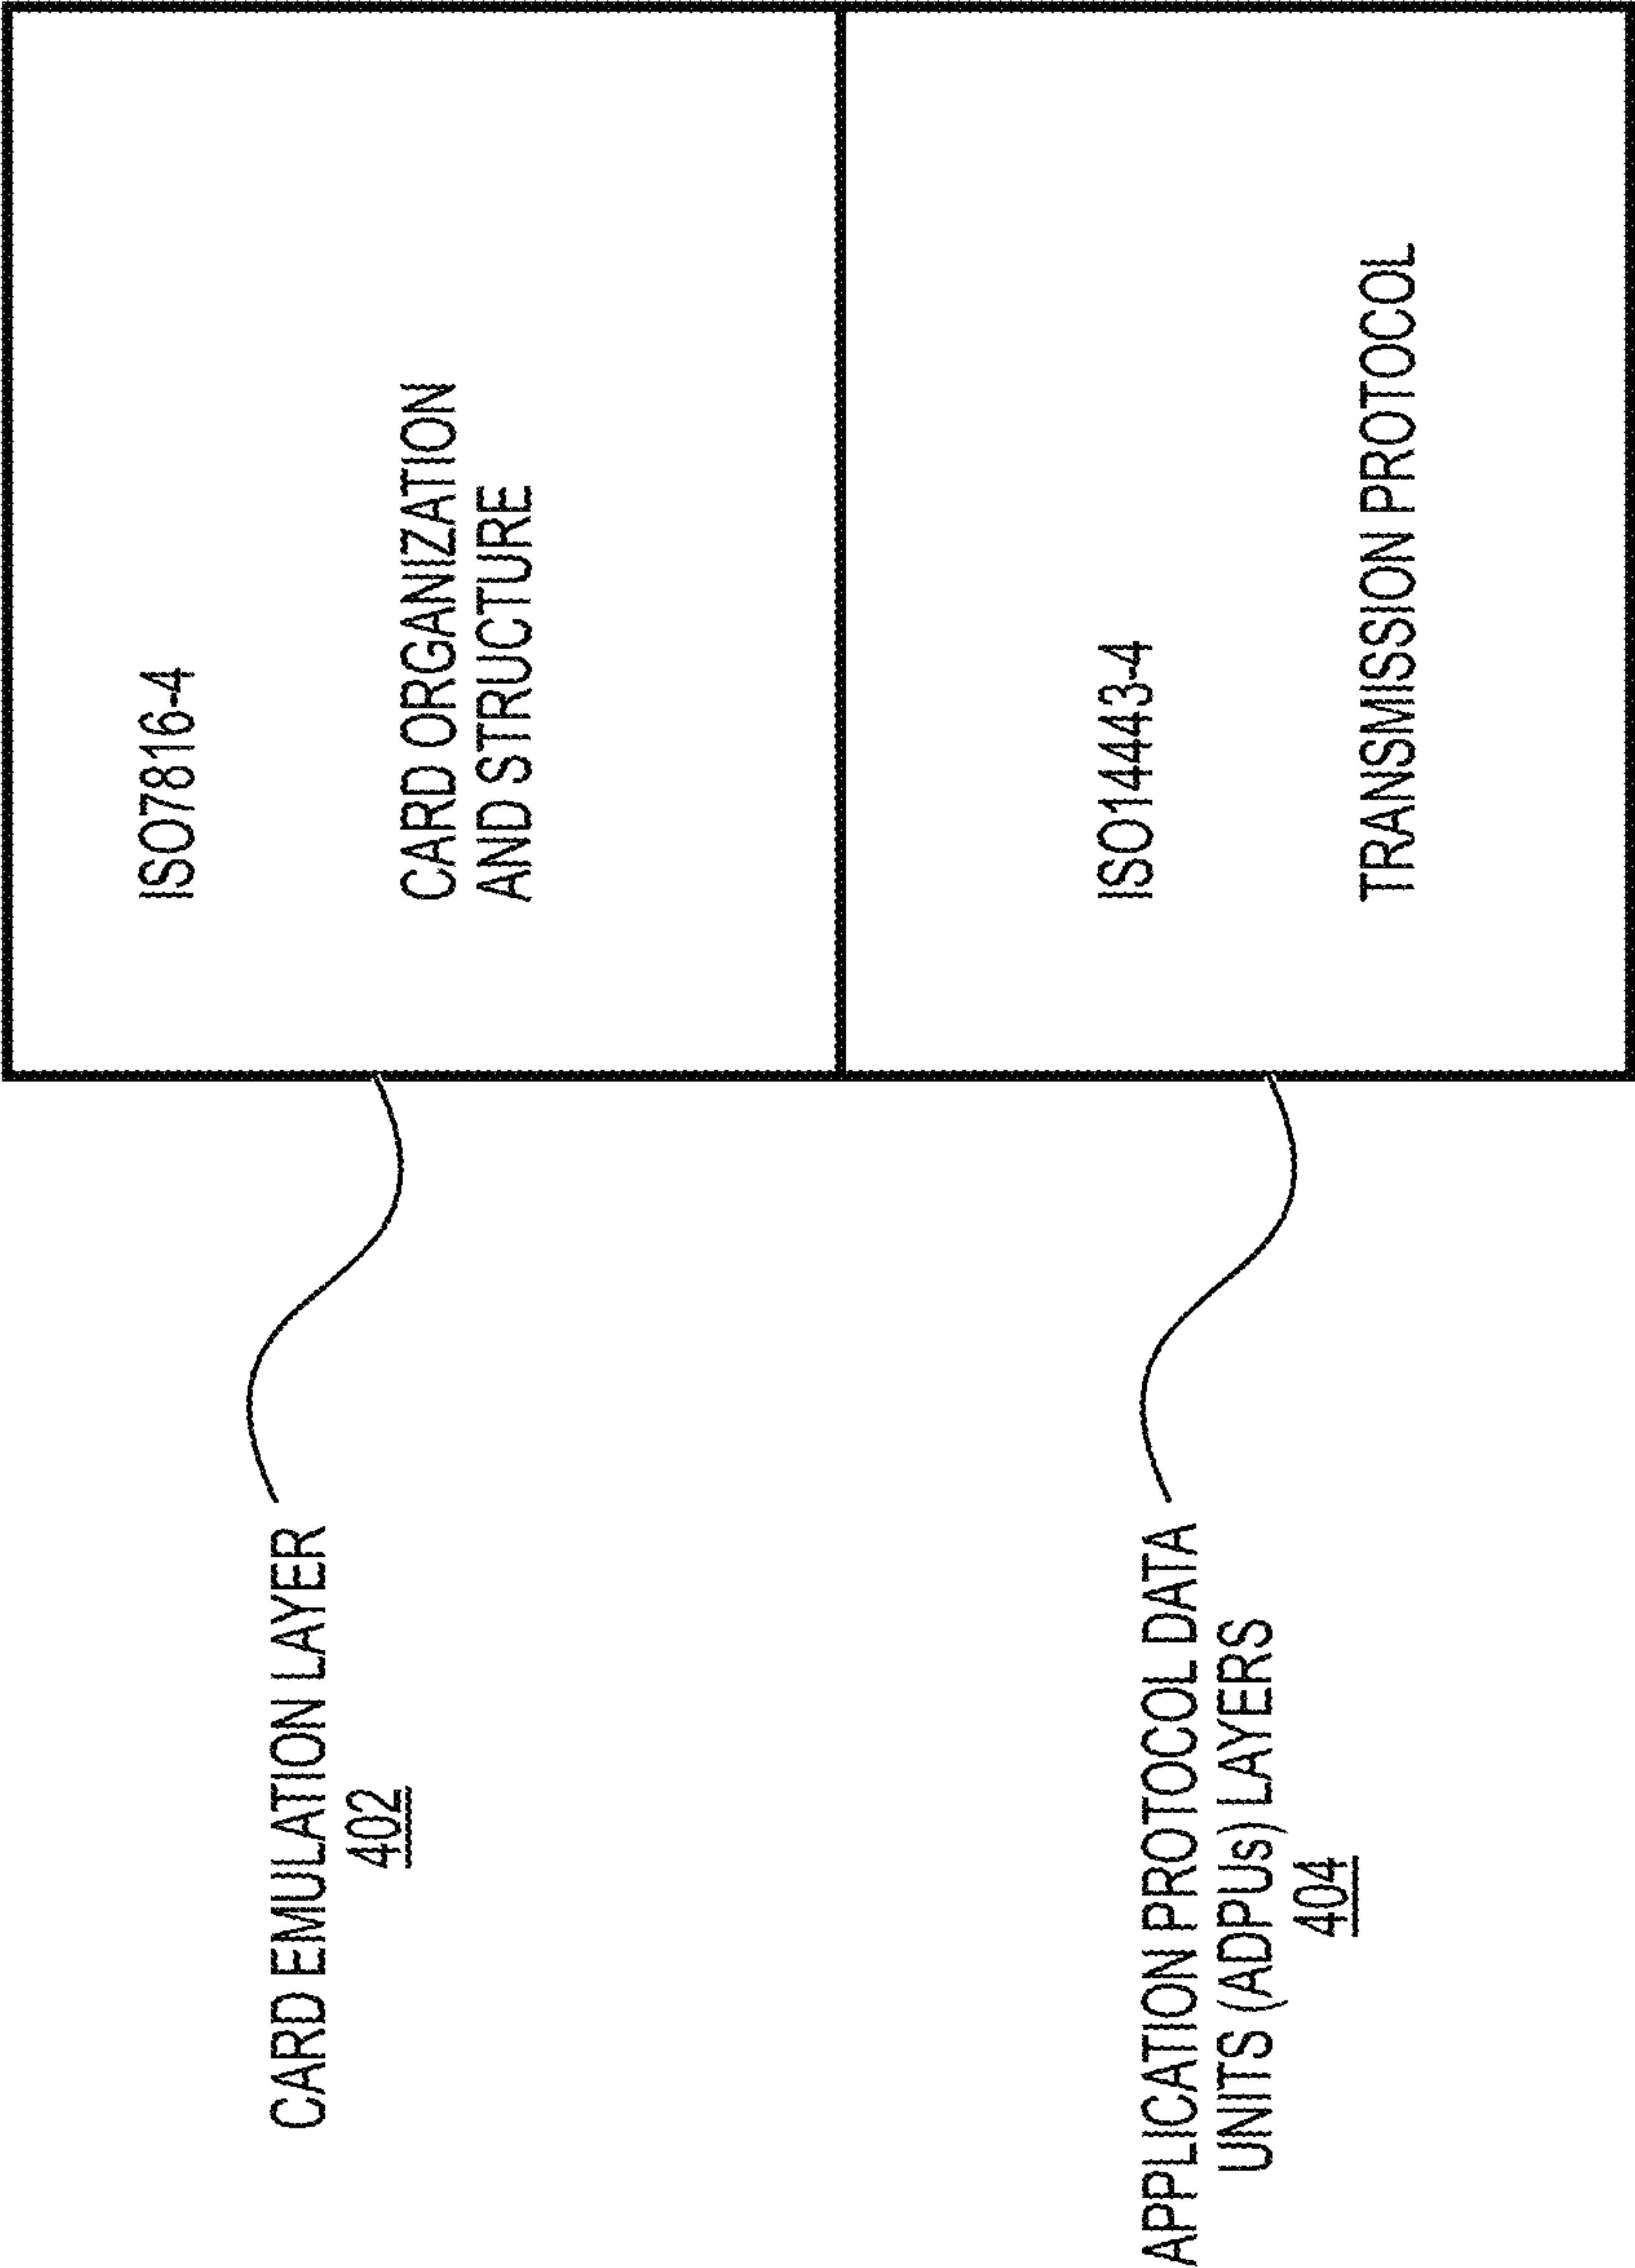 CARD EMULATION LAYER
402
ISO7816-4
CARD ORGANIZATION
AND STRUCTURE
APPLICATION PROTOCOL DATA
UNITS (ADPUs) LAYERS
404
ISO14443-4
TRANSMISSION PROTOCOL